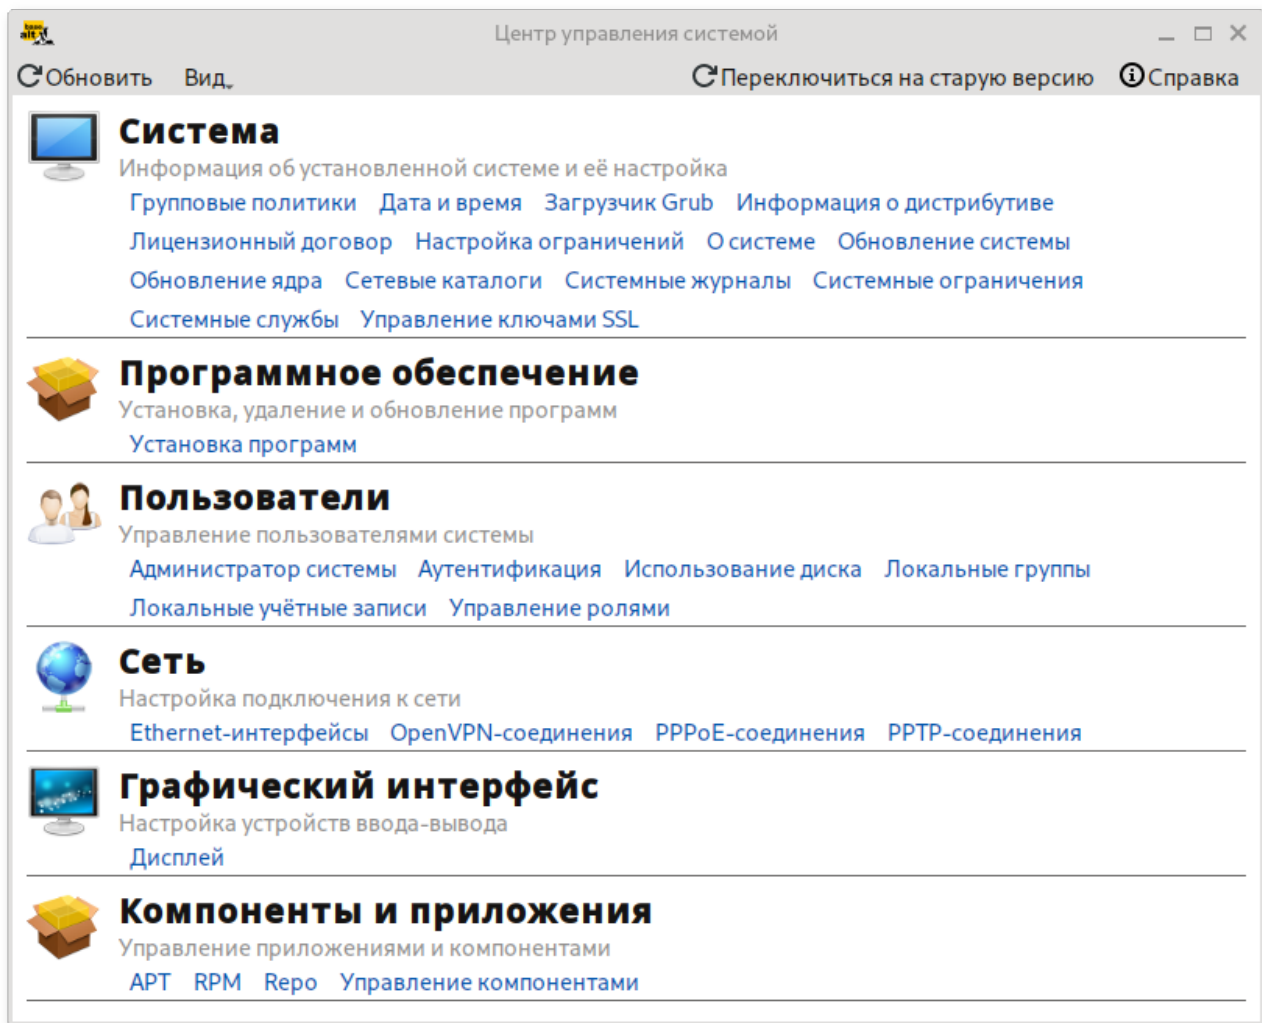 Центр управления системой
Обновить Вид Переключиться на старую версию Справка
Система
Информация об установленной системе и её настройка
Групповые политики Дата и время Загрузчик Grub Информация о дистрибутиве
Лицензионный договор Настройка ограничений О системе Обновление системы
Обновление ядра Сетевые каталоги Системные журналы Системные ограничения
Системные службы Управление ключами SSL
Программное обеспечение
Установка, удаление и обновление программ
Установка программ
Пользователи
Управление пользователями системы
Администратор системы Аутентификация Использование диска Локальные группы
Локальные учётные записи Управление ролями
Сеть
Настройка подключения к сети
Ethernet-интерфейсы OpenVPN-соединения PPPoE-соединения PPTP-соединения
Графический интерфейс
Настройка устройств ввода-вывода
Дисплей
Компоненты и приложения
Управление приложениями и компонентами
APT RPM Repo Управление компонентами